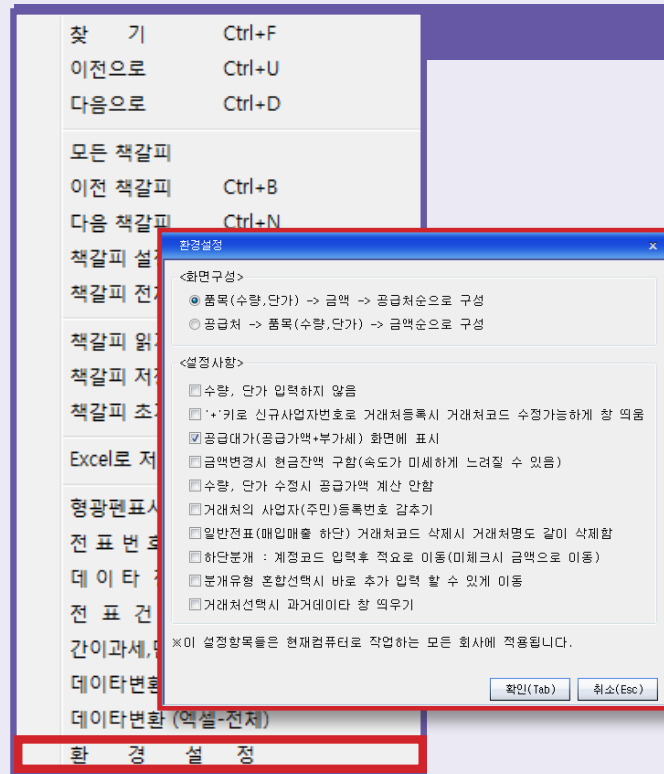 찾 기 Ctrl+F
이전으로 Ctrl+U
다음으로 Ctrl+D
모든 책갈피
이전 책갈피 Ctrl+B
다음 책갈피 Ctrl+N
책갈피
책갈피
책갈피
책갈피
책갈피
Excel로
전 표 번
데 이 타
전 표 건
간이과세,
데이타변환
데이타변환 (엑셀-전체)
환 경 설 정
환경설정
<화면구성>
품목(수량,단가) -> 금액 -> 공급처순으로 구성
공급처 -> 품목(수량,단가) -> 금액순으로 구성
<설정사항>
수량, 단가 입력하지 않음
'+'키로 신규사업자번호로 거래처등록시 거래처코드 수정가능하게 창 띄움
공급대가(공급가액+부가세) 화면에 표시
금액변경시 현금잔액 구함(속도가 미세하게 느려질 수 있음)
수량, 단가 수정시 공급가액 계산 안함
거래처의 사업자(주민)등록번호 감추기
일반전표(매입매출 하단) 거래처코드 삭제시 거래처명도 같이 삭제함
하단분개 : 계정코드 입력후 적요로 이동(미체크시 금액으로 이동)
분개유형 혼합선택시 바로 추가 입력 할 수 있게 이동
거래처선택시 과거데이타 창 띄우기
※이 설정항목들은 현재컴퓨터로 작업하는 모든 회사에 적용됩니다.
확인(Tab) 취소(Esc)